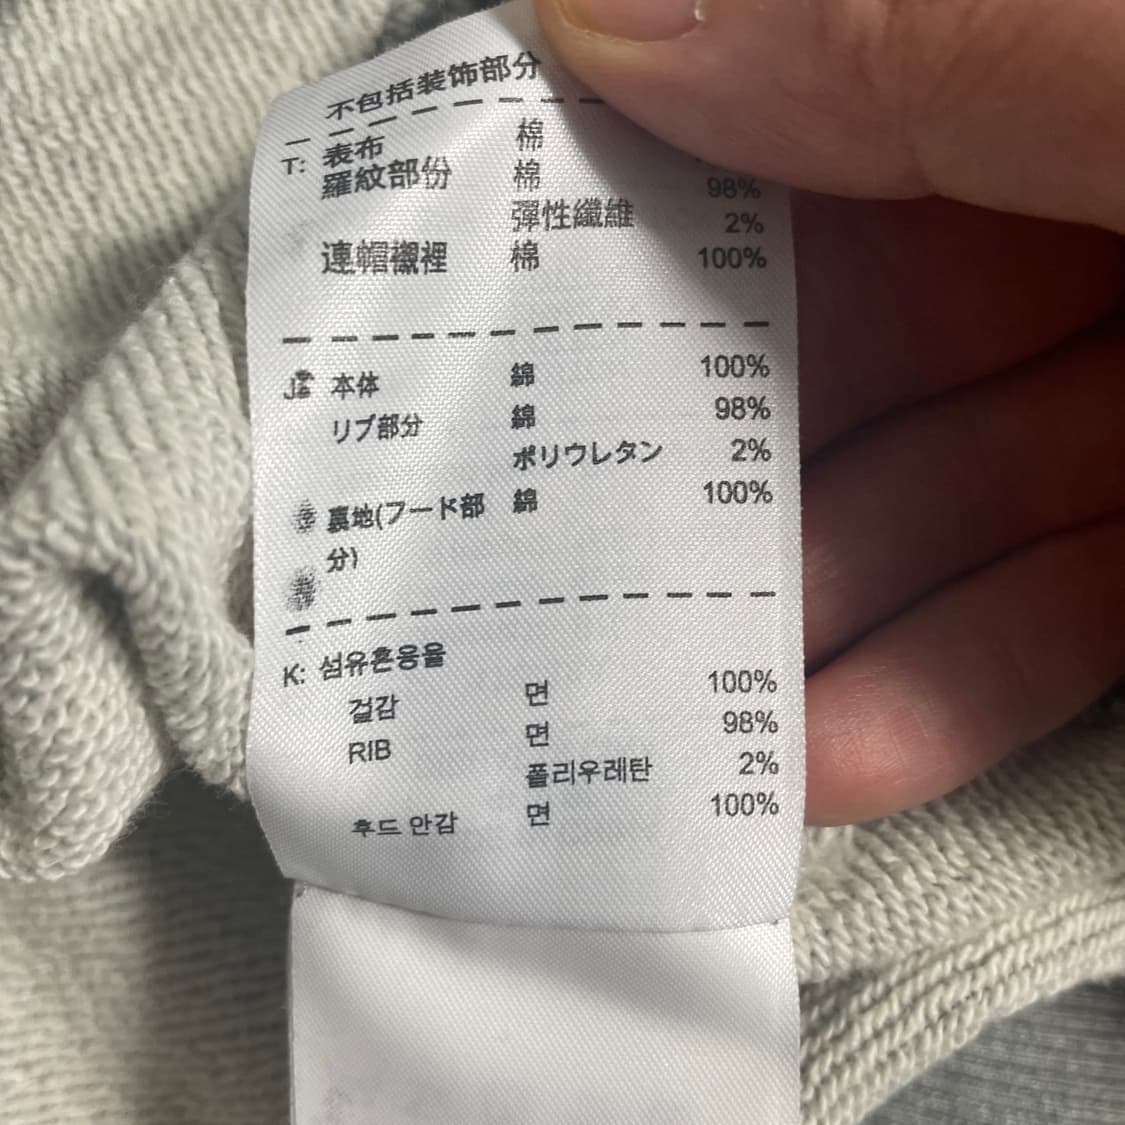 不包括装饰部分
T: 表布 棉
羅紋部份 棉 98%
彈性纖維 2%
連帽襯裡 棉 100%
本体 綿 100%
リブ部分 綿 98%
ポリウレタン 2%
裏地(フード部 綿 100%
分)
K: 섬유혼용율
겉감 면 100%
RIB 면 98%
폴리우레탄 2%
후드 안감 면 100%